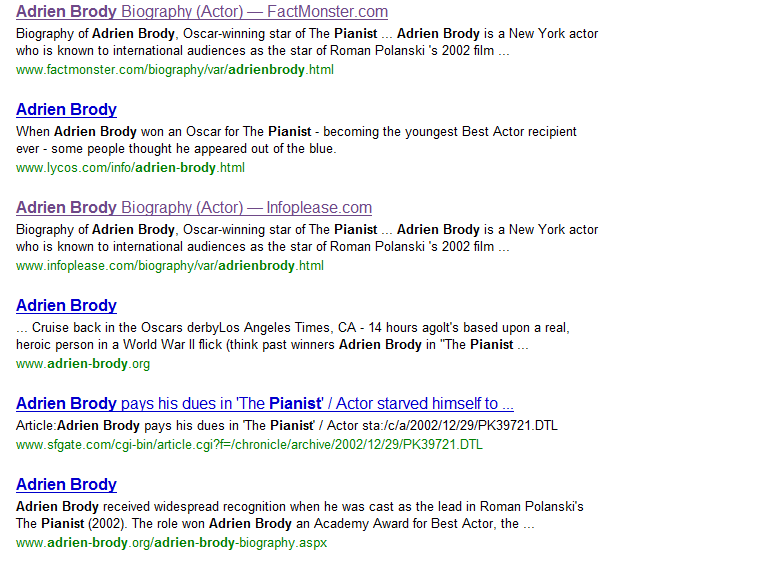 Adrien Brody Biography (Actor) — FactMonster.com
Biography of Adrien Brody, Oscar-winning star of The Pianist ... Adrien Brody is a New York actor
who is known to international audiences as the star of Roman Polanski 's 2002 film ...
www.factmonster.com/biography/var/adrienbrody.html
Adrien Brody
When Adrien Brody won an Oscar for The Pianist - becoming the youngest Best Actor recipient
ever - some people thought he appeared out of the blue.
www.lycos.com/info/adrien-brody.html
Adrien Brody Biography (Actor) — Infoplease.com
Biography of Adrien Brody, Oscar-winning star of The Pianist ... Adrien Brody is a New York actor
who is known to international audiences as the star of Roman Polanski 's 2002 film ...
www.infoplease.com/biography/var/adrienbrody.html
Adrien Brody
... Cruise back in the Oscars derbyLos Angeles Times, CA - 14 hours agoIt's based upon a real,
heroic person in a World War II flick (think past winners Adrien Brody in "The Pianist ...
www.adrien-brody.org
Adrien Brody pays his dues in 'The Pianist' / Actor starved himself to ...
Article:Adrien Brody pays his dues in 'The Pianist' / Actor sta:/c/a/2002/12/29/PK39721.DTL
www.sfgate.com/cgi-bin/article.cgi?f=/chronicle/archive/2002/12/29/PK39721.DTL
Adrien Brody
Adrien Brody received widespread recognition when he was cast as the lead in Roman Polanski's
The Pianist (2002). The role won Adrien Brody an Academy Award for Best Actor, the ...
www.adrien-brody.org/adrien-brody-biography.aspx